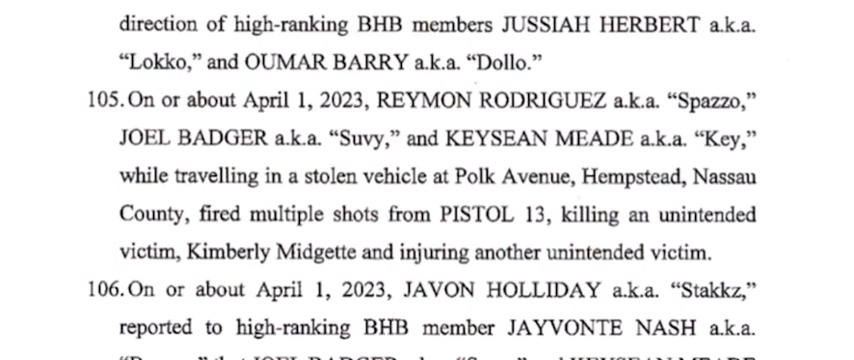 direction of high-ranking BHB members JUSSIAH HERBERT a.k.a.
“Lokko,” and OUMAR BARRY a.k.a. “Dollo.”
105. On or about April 1, 2023, REYMON RODRIGUEZ a.k.a. “Spazzo,”
JOEL BADGER a.k.a. “Suvy,” and KEYSEAN MEADE a.k.a. “Key,”
while travelling in a stolen vehicle at Polk Avenue, Hempstead, Nassau
County, fired multiple shots from PISTOL 13, killing an unintended
victim, Kimberly Midgette and injuring another unintended victim.
106. On or about April 1, 2023, JAVON HOLLIDAY a.k.a. “Stakkz,”
reported to high-ranking BHB member JAYVONTE NASH a.k.a.